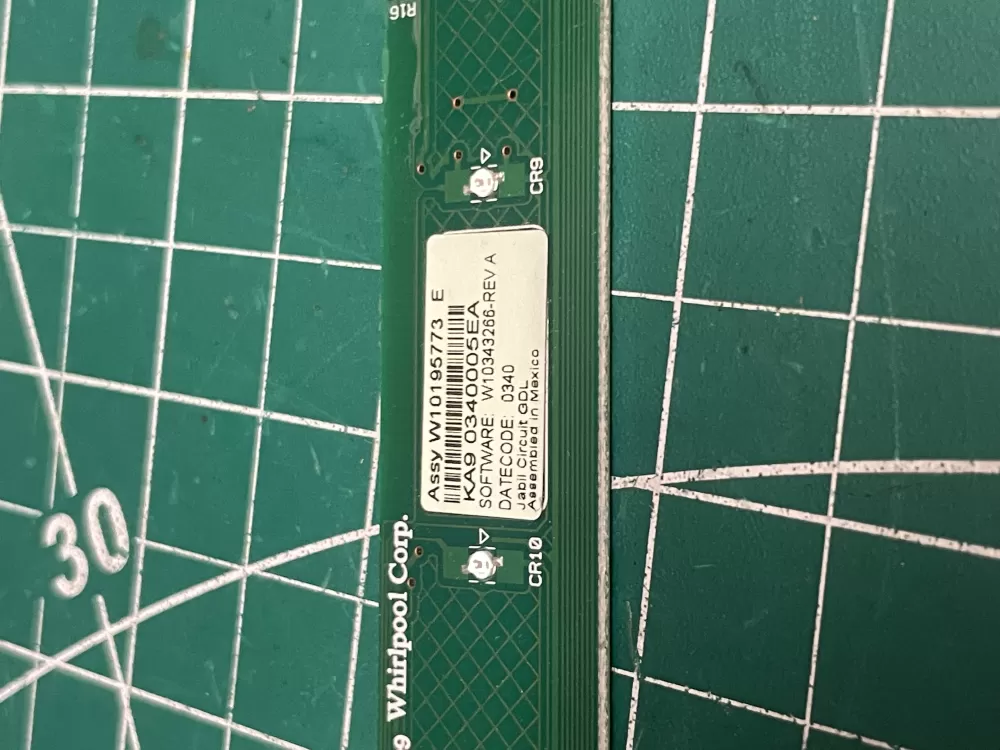 R16
CR9
Assy W10195773 E
KA9 0340005EA
SOFTWARE: W10343266-REV A
DATECODE: 0340
Jabil Circuit GDL
Assembled in Mexico
CR10
9 Whirlpool Corp.
30